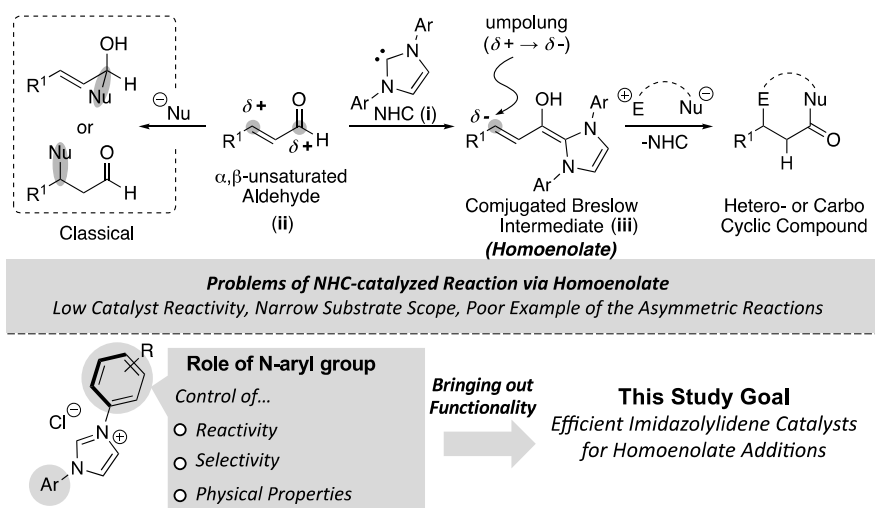 OH
R1
H
Nu
or
Nu
O
R1
H
Classical
⊖
Nu
δ+
O
R1
H
δ+
α,β-unsaturated
Aldehyde
(ii)
Ar
N
N
Ar
NHC (i)
umpolung
(δ+ → δ-)
δ-
OH
Ar
R1
N
N
Ar
Comjugated Breslow
Intermediate (iii)
(Homoenolate)
⊕ ⊖
E Nu
-NHC
E
Nu
R1
O
H
Hetero- or Carbo
Cyclic Compound
Problems of NHC-catalyzed Reaction via Homoenolate
Low Catalyst Reactivity, Narrow Substrate Scope, Poor Example of the Asymmetric Reactions
R
Cl⊖
N
⊕
N
Ar
Role of N-aryl group
Control of...
Reactivity
Selectivity
Physical Properties
Bringing out
Functionality
This Study Goal
Efficient Imidazolylidene Catalysts
for Homoenolate Additions